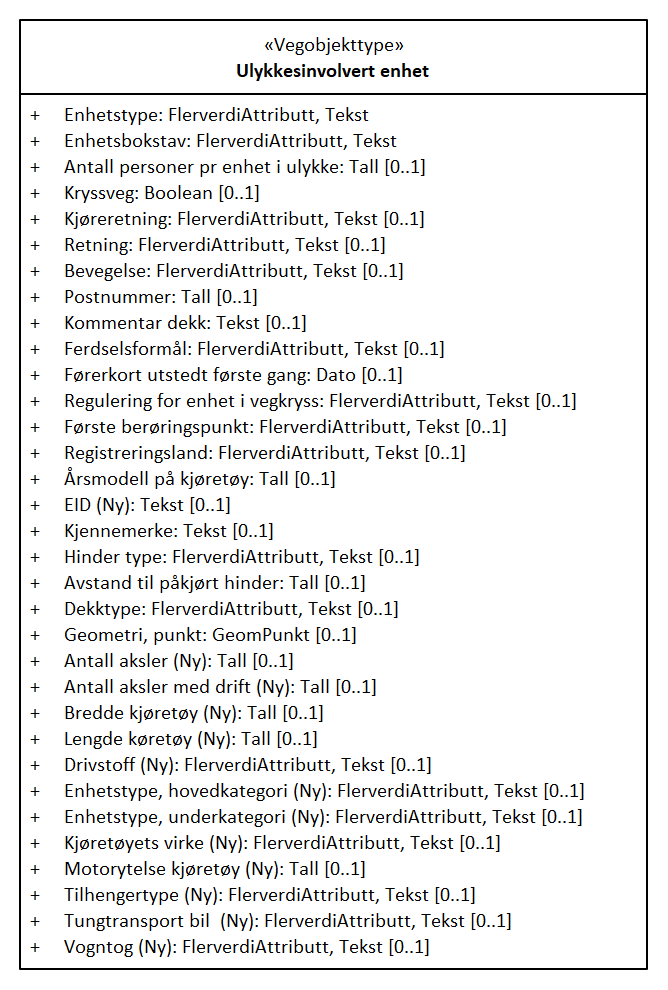 «Vegobjekttype»
Ulykkesinvolvert enhet
+ Enhetstype: FlerverdiAttributt, Tekst
+ Enhetsbokstav: FlerverdiAttributt, Tekst
+ Antall personer pr enhet i ulykke: Tall [0..1]
+ Kryssveg: Boolean [0..1]
+ Kjøreretning: FlerverdiAttributt, Tekst [0..1]
+ Retning: FlerverdiAttributt, Tekst [0..1]
+ Bevegelse: FlerverdiAttributt, Tekst [0..1]
+ Postnummer: Tall [0..1]
+ Kommentar dekk: Tekst [0..1]
+ Ferdselsformål: FlerverdiAttributt, Tekst [0..1]
+ Førerkort utstedt første gang: Dato [0..1]
+ Regulering for enhet i vegkryss: FlerverdiAttributt, Tekst [0..1]
+ Første berøringspunkt: FlerverdiAttributt, Tekst [0..1]
+ Registreringsland: FlerverdiAttributt, Tekst [0..1]
+ Årsmodell på kjøretøy: Tall [0..1]
+ EID (Ny): Tekst [0..1]
+ Kjennemerke: Tekst [0..1]
+ Hinder type: FlerverdiAttributt, Tekst [0..1]
+ Avstand til påkjørt hinder: Tall [0..1]
+ Dekktype: FlerverdiAttributt, Tekst [0..1]
+ Geometri, punkt: GeomPunkt [0..1]
+ Antall aksler (Ny): Tall [0..1]
+ Antall aksler med drift (Ny): Tall [0..1]
+ Bredde kjøretøy (Ny): Tall [0..1]
+ Lengde køretøy (Ny): Tall [0..1]
+ Drivstoff (Ny): FlerverdiAttributt, Tekst [0..1]
+ Enhetstype, hovedkategori (Ny): FlerverdiAttributt, Tekst [0..1]
+ Enhetstype, underkategori (Ny): FlerverdiAttributt, Tekst [0..1]
+ Kjøretøyets virke (Ny): FlerverdiAttributt, Tekst [0..1]
+ Motorytelse kjøretøy (Ny): Tall [0..1]
+ Tilhengertype (Ny): FlerverdiAttributt, Tekst [0..1]
+ Tungtransport bil  (Ny): FlerverdiAttributt, Tekst [0..1]
+ Vogntog (Ny): FlerverdiAttributt, Tekst [0..1]